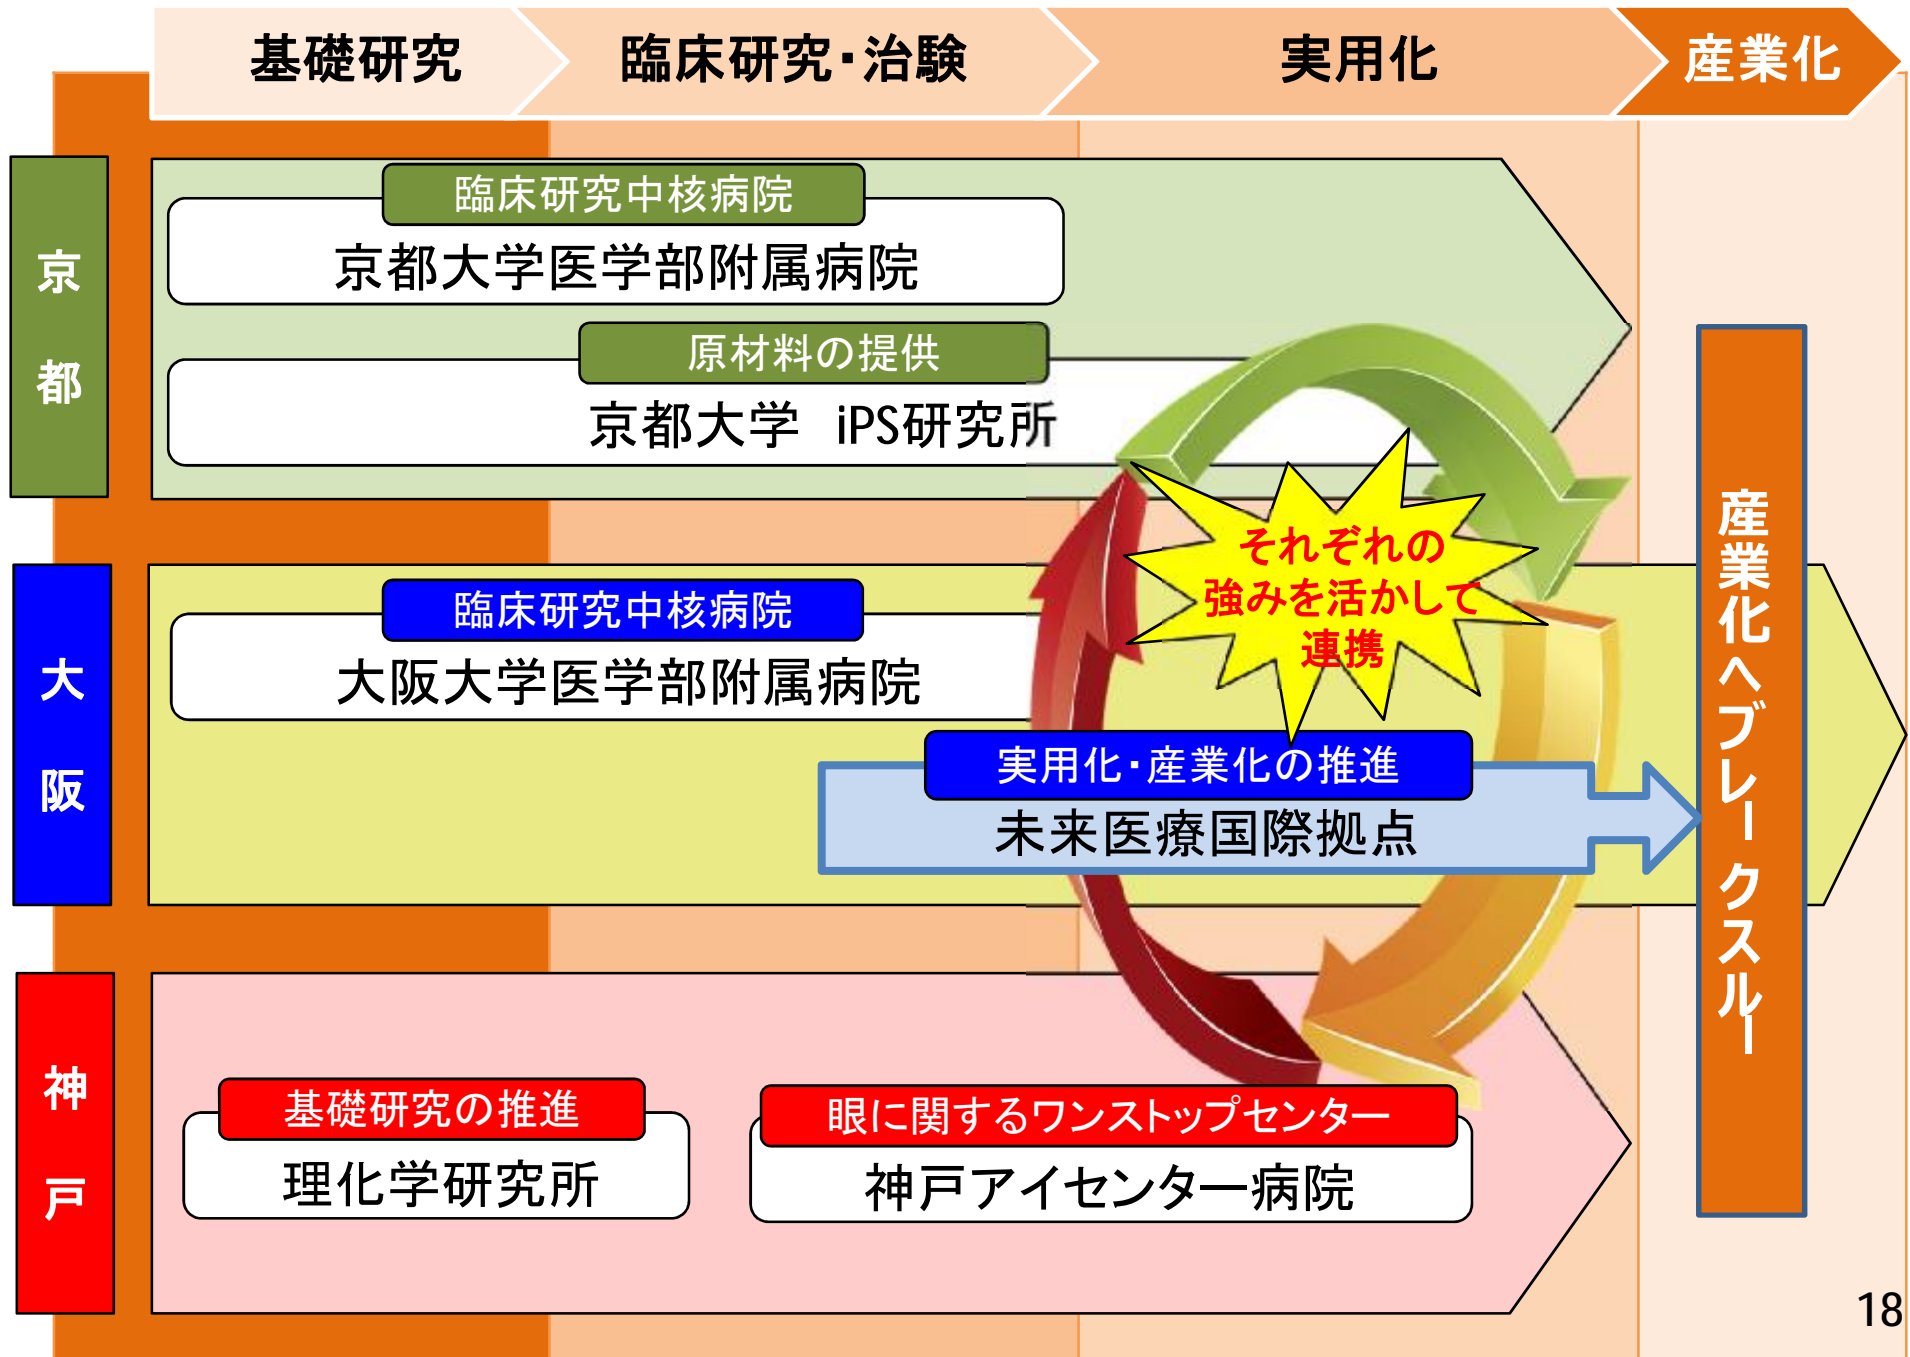 基礎研究
臨床研究・治験
実用化
産業化
京都
臨床研究中核病院
京都大学医学部附属病院
原材料の提供
京都大学　iPS研究所
それぞれの
強みを活かして
連携
大阪
臨床研究中核病院
大阪大学医学部附属病院
実用化・産業化の推進
未来医療国際拠点
産業化へブレークスルー
神戸
基礎研究の推進
理化学研究所
眼に関するワンストップセンター
神戸アイセンター病院
18